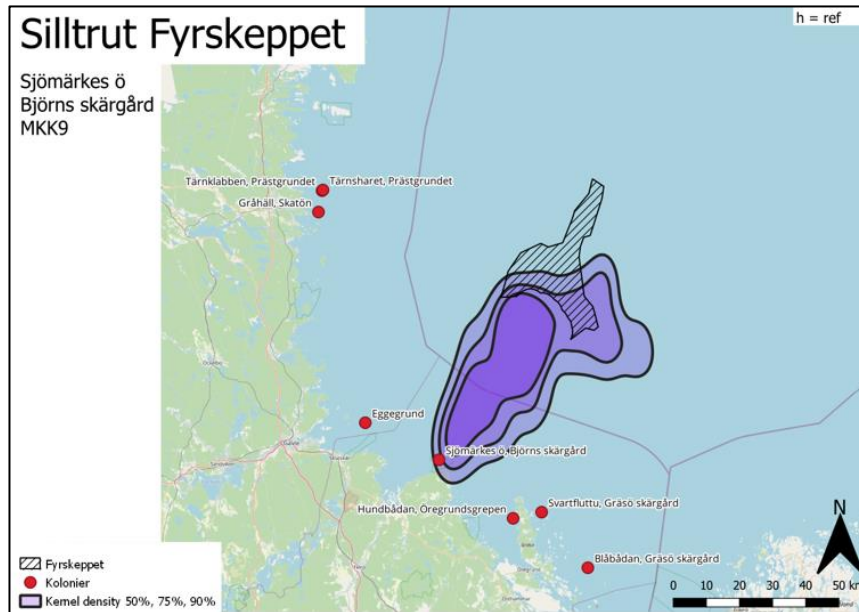 Silltrut Fyrskeppet
h = ref
Sjömärkes ö
Björns skärgård
MKK9
Tärnklabben, Prästgrundet
Tärnsharet, Prästgrundet
Gråhäll, Skatön
Eggegrund
Sjömärkes ö, Björns skärgård
Svartfluttu, Gräsö skärgård
Hundbådan, Öregrundsgrepen
Blåbådan, Gräsö skärgård
N
Fyrskeppet
Kolonier
Kernel density 50%, 75%, 90%
0 10 20 30 40 50 km